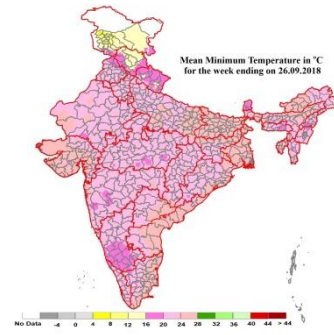 Mean Minimum Temperature in °C
for the week ending on 26.09.2018
No Data -4 0 4 8 12 16 20 24 28 32 36 40 44 > 44